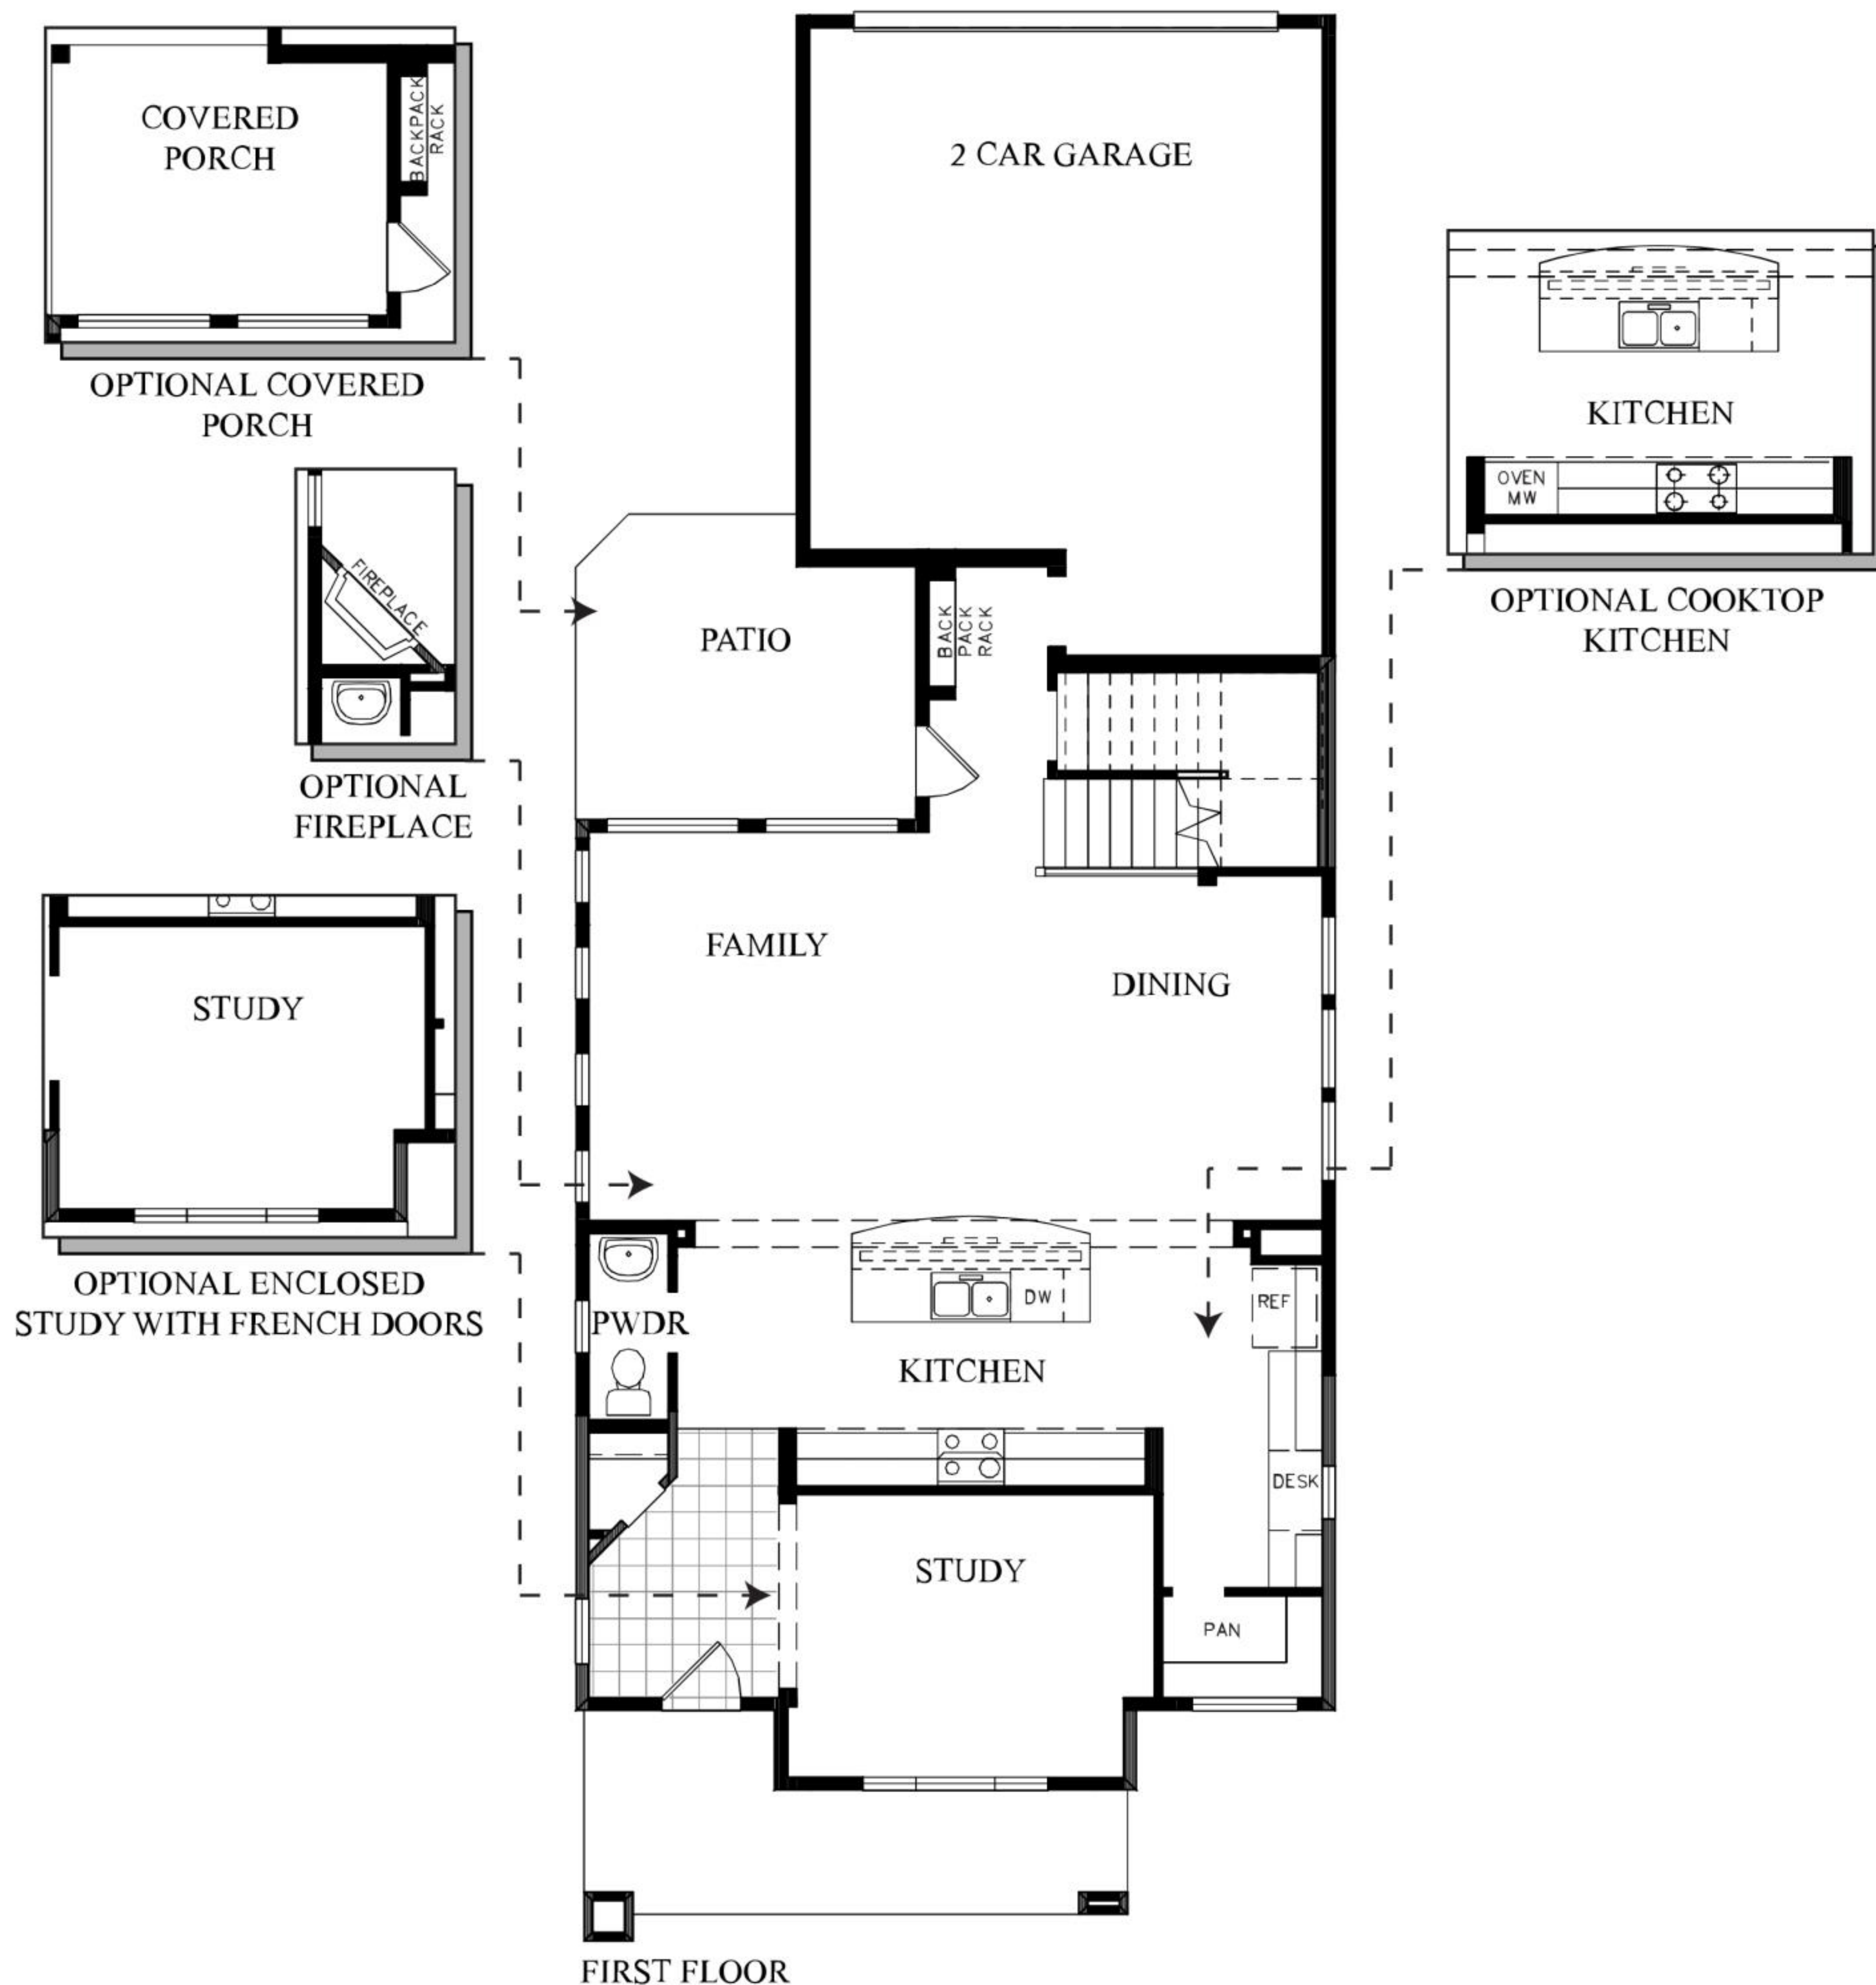 COVERED
PORCH
BACKPACK
RACK
OPTIONAL COVERED
PORCH
FIREPLACE
OPTIONAL
FIREPLACE
STUDY
OPTIONAL ENCLOSED
STUDY WITH FRENCH DOORS
2 CAR GARAGE
PATIO
BACK
PACK
RACK
FAMILY
DINING
PWDR
DW
REF
KITCHEN
DESK
STUDY
PAN
FIRST FLOOR
KITCHEN
OVEN
MW
OPTIONAL COOKTOP
KITCHEN